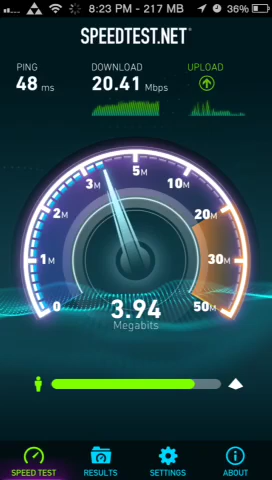 8:23 PM - 217 MB 36%
SPEEDTEST.NET
PING DOWNLOAD UPLOAD
48 ms 20.41 Mbps
5M
3M 10M
2M 20M
1M 30M
0 50M
3.94
Megabits
SPEED TEST RESULTS SETTINGS ABOUT